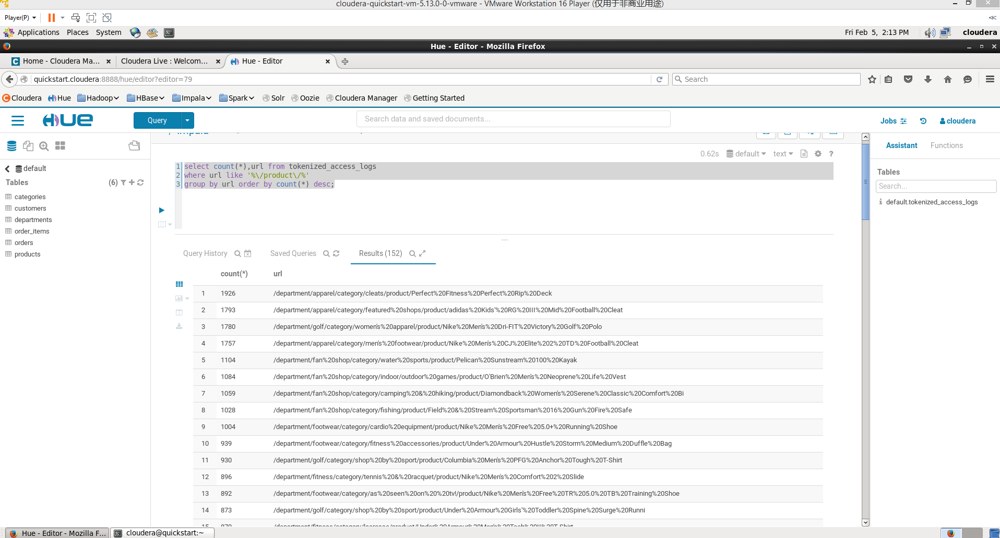 cloudera-quickstart-vm-5.13.0-0-vmware - VMware Workstation 16 Player (仅用于非商业用途)
Player(P)
Applications Places System Fri Feb 5, 2:13 PM cloudera
Hue - Editor - Mozilla Firefox
Home - Cloudera Ma... Cloudera Live : Welcom... Hue - Editor
quickstart.cloudera:8888/hue/editor?editor=79 Search
Cloudera Hue Hadoop HBase Impala Spark Solr Oozie Cloudera Manager Getting Started
HUE Query Search data and saved documents... Jobs cloudera
Impala
Assistant Functions
0.62s default text ?
default
Tables (6)
categories
customers
departments
order_items
orders
products
1 select count(*),url from tokenized_access_logs
2 where url like '%\/product\/%'
3 group by url order by count(*) desc;
Tables
Search...
default.tokenized_access_logs
Query History Saved Queries Results (152)
count(*) url
1 1926 /department/apparel/category/cleats/product/Perfect%20Fitness%20Perfect%20Rip%20Deck
2 1793 /department/apparel/category/featured%20shops/product/adidas%20Kids'%20RG%20III%20Mid%20Football%20Cleat
3 1780 /department/golf/category/women's%20apparel/product/Nike%20Men's%20Dri-FIT%20Victory%20Golf%20Polo
4 1757 /department/apparel/category/men's%20footwear/product/Nike%20Men's%20CJ%20Elite%202%20TD%20Football%20Cleat
5 1104 /department/fan%20shop/category/water%20sports/product/Pelican%20Sunstream%20100%20Kayak
6 1084 /department/fan%20shop/category/indoor/outdoor%20games/product/O'Brien%20Men's%20Neoprene%20Life%20Vest
7 1059 /department/fan%20shop/category/camping%20&%20hiking/product/Diamondback%20Women's%20Serene%20Classic%20Comfort%20Bi
8 1028 /department/fan%20shop/category/fishing/product/Field%20&%20Stream%20Sportsman%2016%20Gun%20Fire%20Safe
9 1004 /department/footwear/category/cardio%20equipment/product/Nike%20Men's%20Free%205.0+%20Running%20Shoe
10 939 /department/footwear/category/fitness%20accessories/product/Under%20Armour%20Hustle%20Storm%20Medium%20Duffle%20Bag
11 930 /department/golf/category/shop%20by%20sport/product/Columbia%20Men's%20PFG%20Anchor%20Tough%20T-Shirt
12 896 /department/fitness/category/tennis%20&%20racquet/product/Nike%20Men's%20Comfort%202%20Slide
13 892 /department/footwear/category/as%20seen%20on%20%20tv!/product/Nike%20Men's%20Free%20TR%205.0%20TB%20Training%20Shoe
14 873 /department/golf/category/shop%20by%20sport/product/Under%20Armour%20Girls'%20Toddler%20Spine%20Surge%20Runni
15 870 /department/fitness/category/lacrosse/product/Under%20Armour%20Men's%20Tech%20II%20T-Shirt
Hue - Editor - Mozilla F... cloudera@quickstart:~